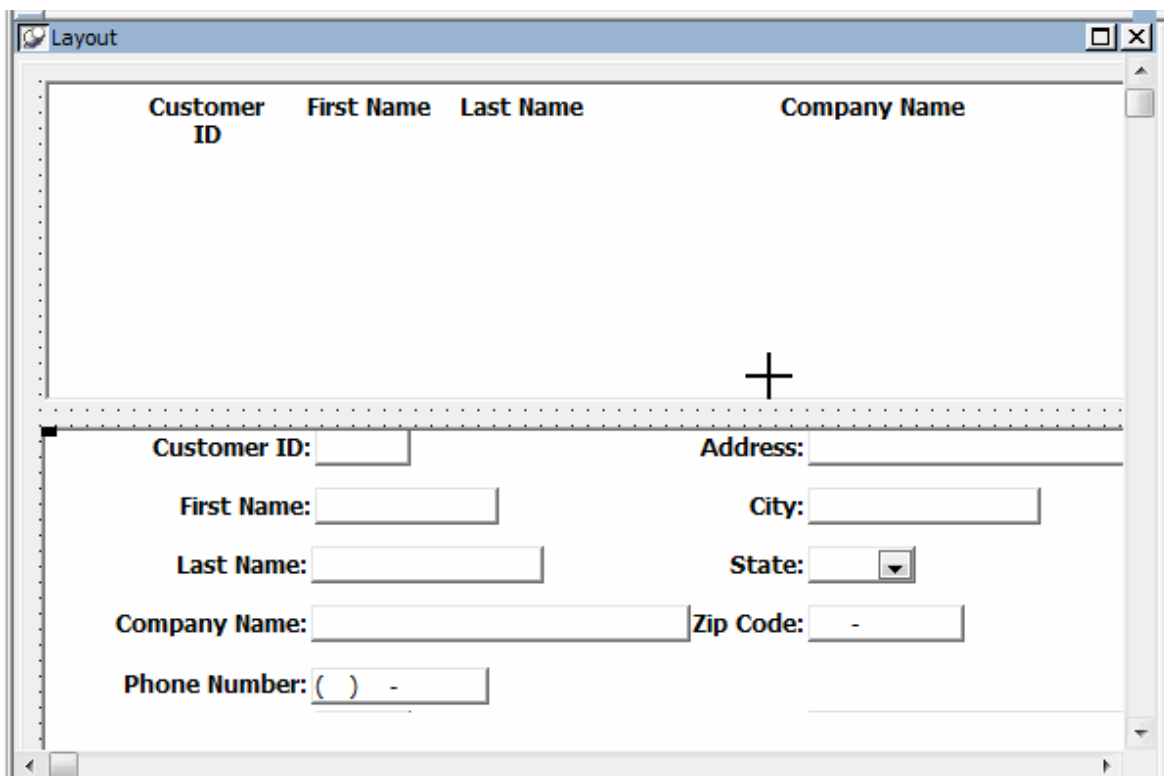 Layout
Customer ID First Name Last Name Company Name
Customer ID: Address:
First Name: City:
Last Name: State:
Company Name: Zip Code: -
Phone Number: ( ) -